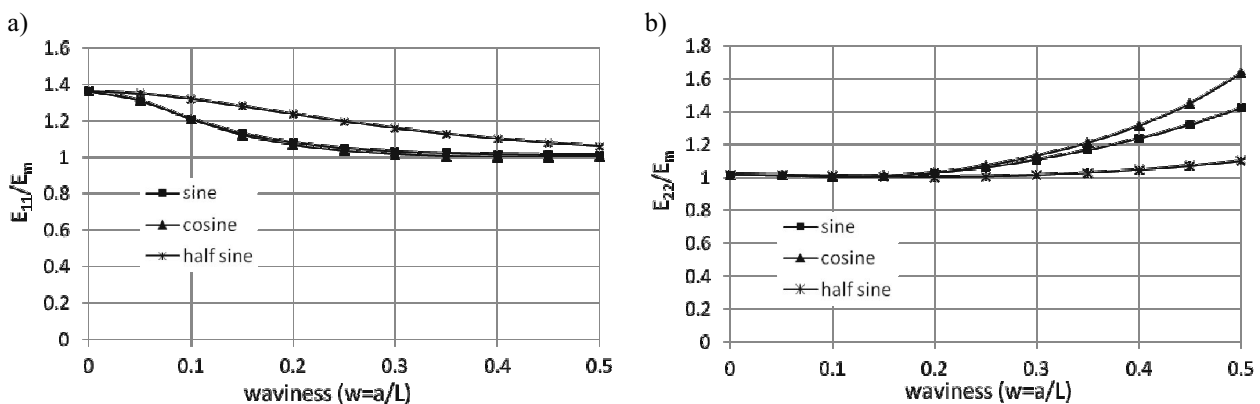 a)
1.6
1.4
1.2
1
0.8
0.6
0.4
0.2
0
E11/Em
sine
cosine
half sine
0 0.1 0.2 0.3 0.4 0.5
waviness (w=a/L)
b)
1.8
1.6
1.4
1.2
1
0.8
0.6
0.4
0.2
0
E22/Em
sine
cosine
half sine
0 0.1 0.2 0.3 0.4 0.5
waviness (w=a/L)